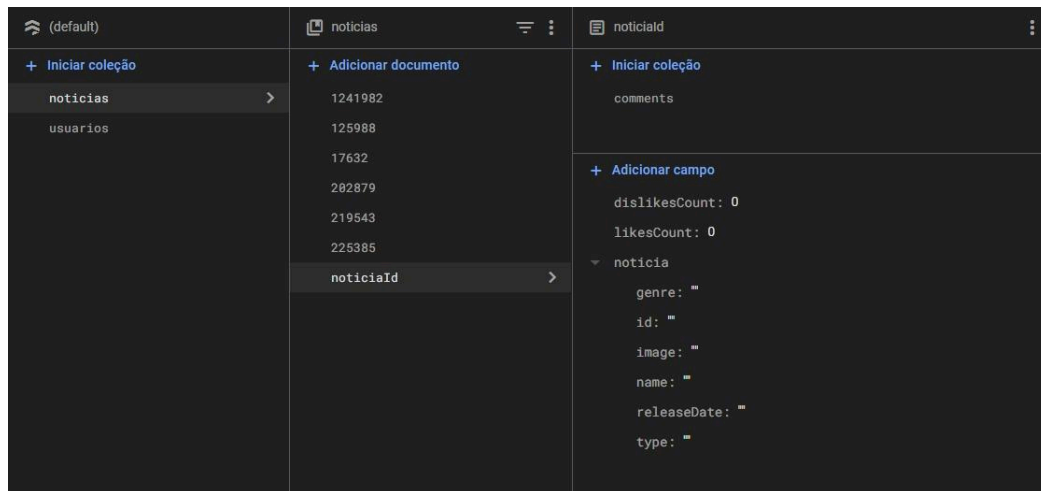 (default)
+ Iniciar coleção
noticias
usuarios
noticias
+ Adicionar documento
1241982
125988
17632
202879
219543
225385
noticiaId
noticiaId
+ Iniciar coleção
comments
+ Adicionar campo
dislikesCount: 0
likesCount: 0
noticia
genre: ""
id: ""
image: ""
name: ""
releaseDate: ""
type: ""